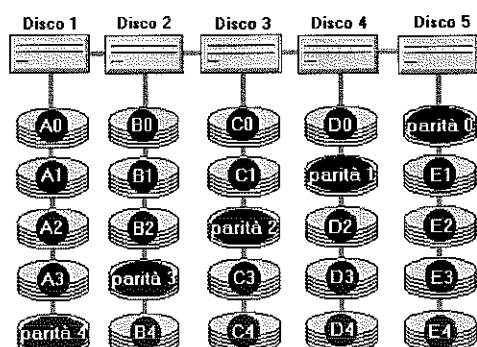 Disco 1 Disco 2 Disco 3 Disco 4 Disco 5
A0 B0 C0 D0 parità 0
A1 B1 C1 parità 1 E1
A2 B2 parità 2 D2 E2
A3 parità 3 C3 D3 E3
parità 4 B4 C4 D4 E4